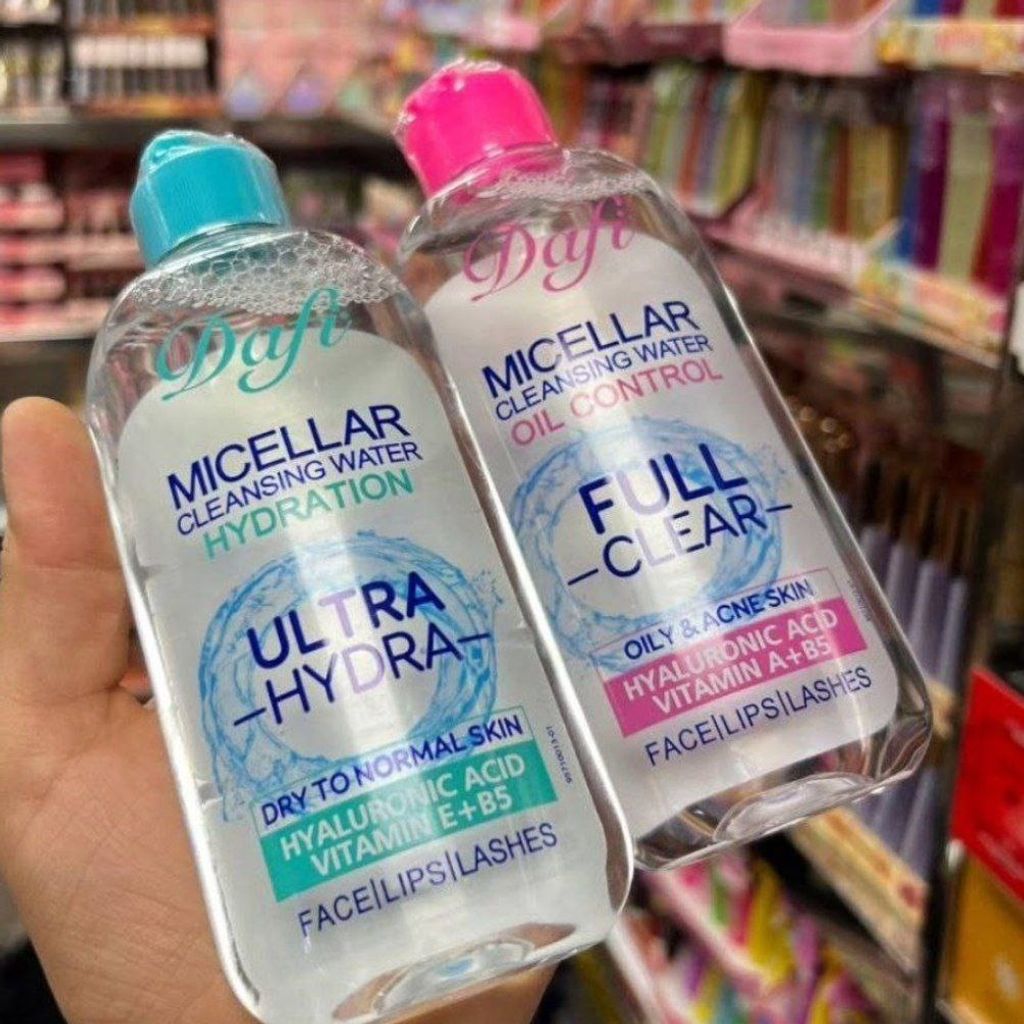 Dafi
MICELLAR
CLEANSING WATER
HYDRATION
ULTRA
-HYDRA-
DRY TO NORMAL SKIN
HYALURONIC ACID
VITAMIN E+B5
FACE|LIPS|LASHES
Dafi
MICELLAR
CLEANSING WATER
OIL CONTROL
FULL
-CLEAR-
OILY & ACNE SKIN
HYALURONIC ACID
VITAMIN A+B5
FACE|LIPS|LASHES